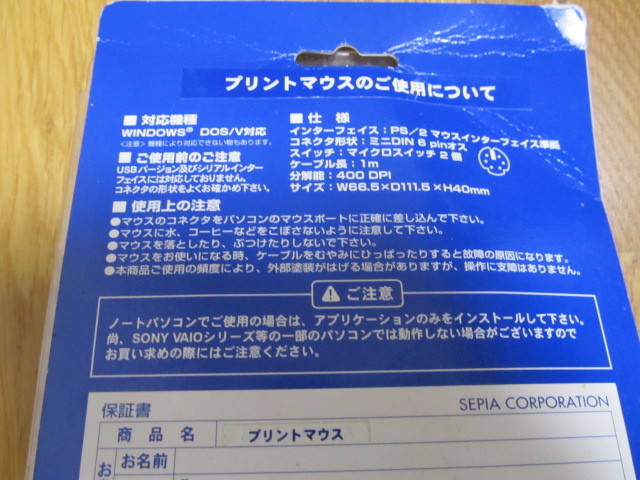 プリントマウスのご使用について
■ 対応機種
WINDOWS® DOS/V対応
<注意> 機種により対応できない物もあります。
■ ご使用前のご注意
USBバージョン及びシリアルインター
フェイスには対応しておりません。
コネクタの形状をよくお確かめ下さい。
■ 仕 様
インターフェイス：PS／2 マウスインターフェイス準拠
コネクタ形状：ミニDIN 6 pinオス
スイッチ：マイクロスイッチ 2 個
ケーブル長：1m
分解能：400 DPI
サイズ：W66.5×D111.5×H40mm
■ 使用上の注意
●マウスのコネクタをパソコンのマウスポートに正確に差し込んで下さい。
●マウスに水、コーヒーなどをこぼさないように注意して下さい。
●マウスを落としたり、ぶつけたりしないで下さい。
●マウスをお使いになる時、ケーブルをむやみにひっぱったりすると故障の原因になります。
●本商品ご使用の頻度により、外部塗装がはげる場合がありますが、操作に支障はありません。
ご注意
ノートパソコンでご使用の場合は、アプリケーションのみをインストールして下さい。
尚、SONY VAIOシリーズ等の一部のパソコンでは動作しない場合がございますので
お買い求めの際にはご注意ください。
保証書 SEPIA CORPORATION
商品名 プリントマウス
お名前